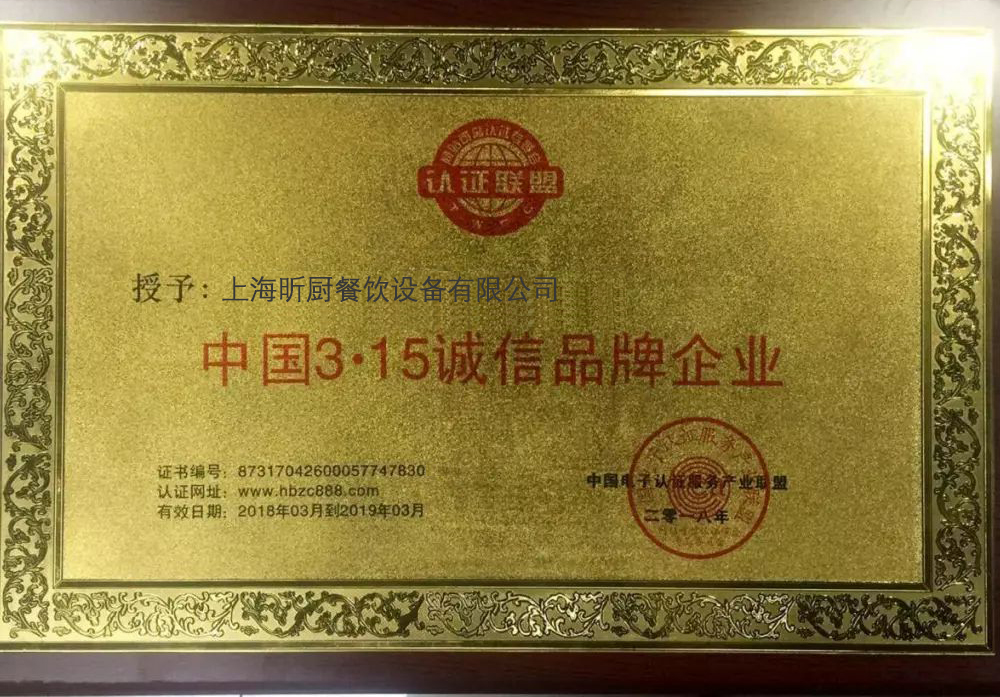 认证联盟
授予：上海昕厨餐饮设备有限公司
中国3·15诚信品牌企业
证书编号：87317042600057747830
认证网址：www.hbzc888.com
有效日期：2018年03月到2019年03月
中国电子认证服务产业联盟
二零一八年